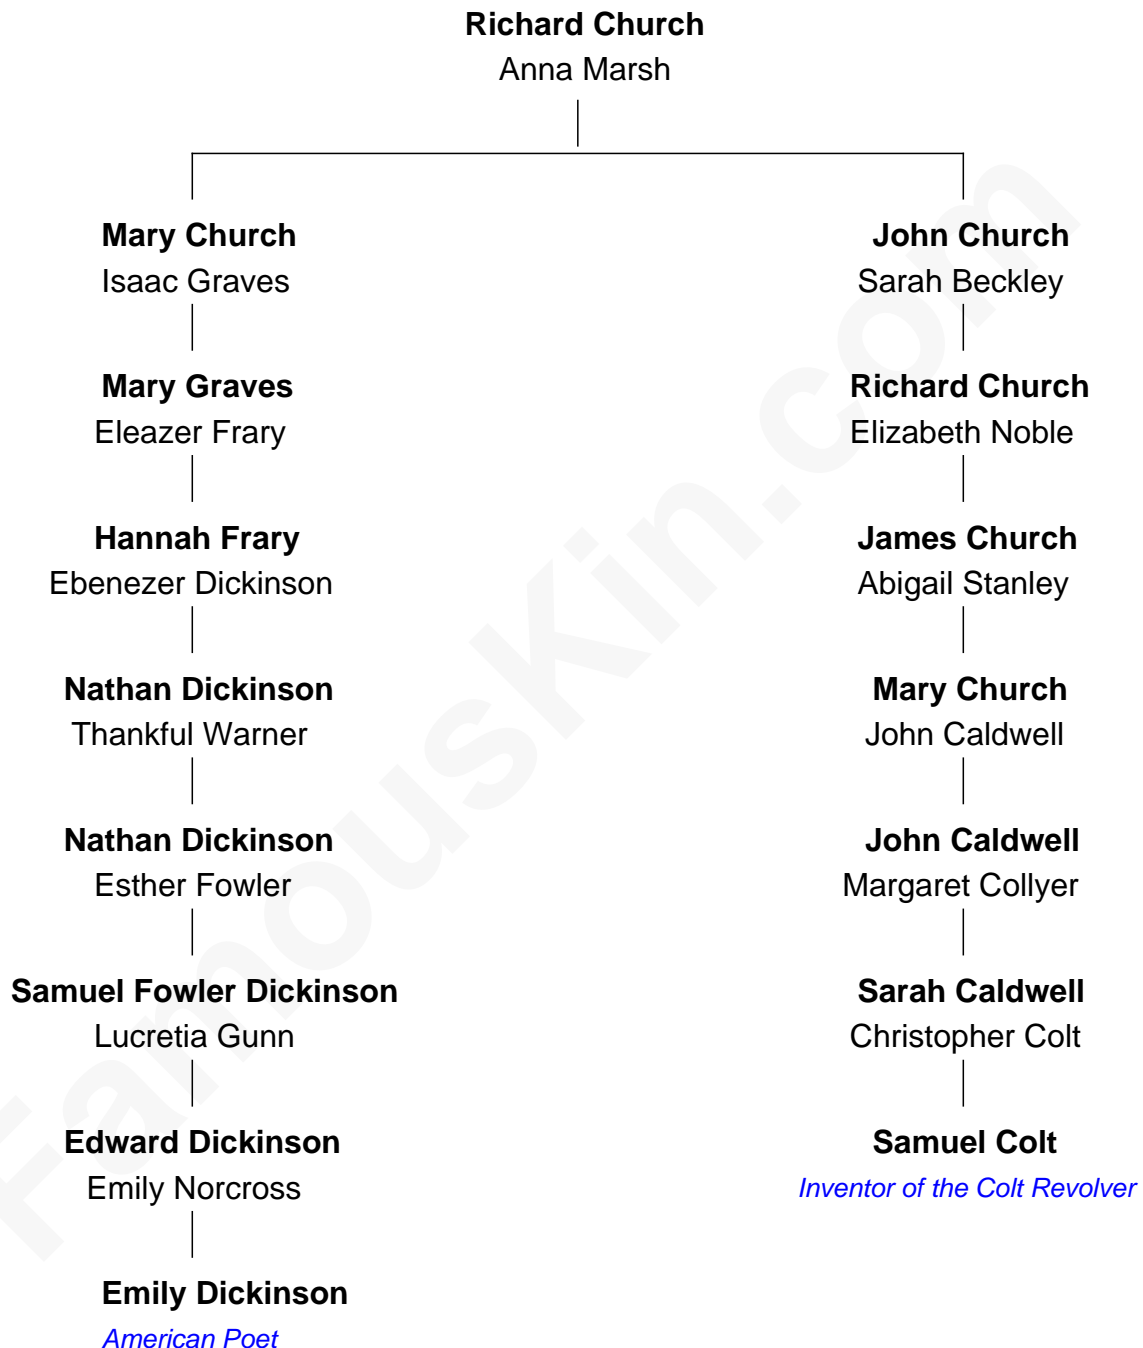 Richard Church
Anna Marsh
Mary Church
Isaac Graves
Mary Graves
Eleazer Frary
Hannah Frary
Ebenezer Dickinson
Nathan Dickinson
Thankful Warner
Nathan Dickinson
Esther Fowler
Samuel Fowler Dickinson
Lucretia Gunn
Edward Dickinson
Emily Norcross
Emily Dickinson
American Poet
John Church
Sarah Beckley
Richard Church
Elizabeth Noble
James Church
Abigail Stanley
Mary Church
John Caldwell
John Caldwell
Margaret Collyer
Sarah Caldwell
Christopher Colt
Samuel Colt
Inventor of the Colt Revolver
FamousKin.com